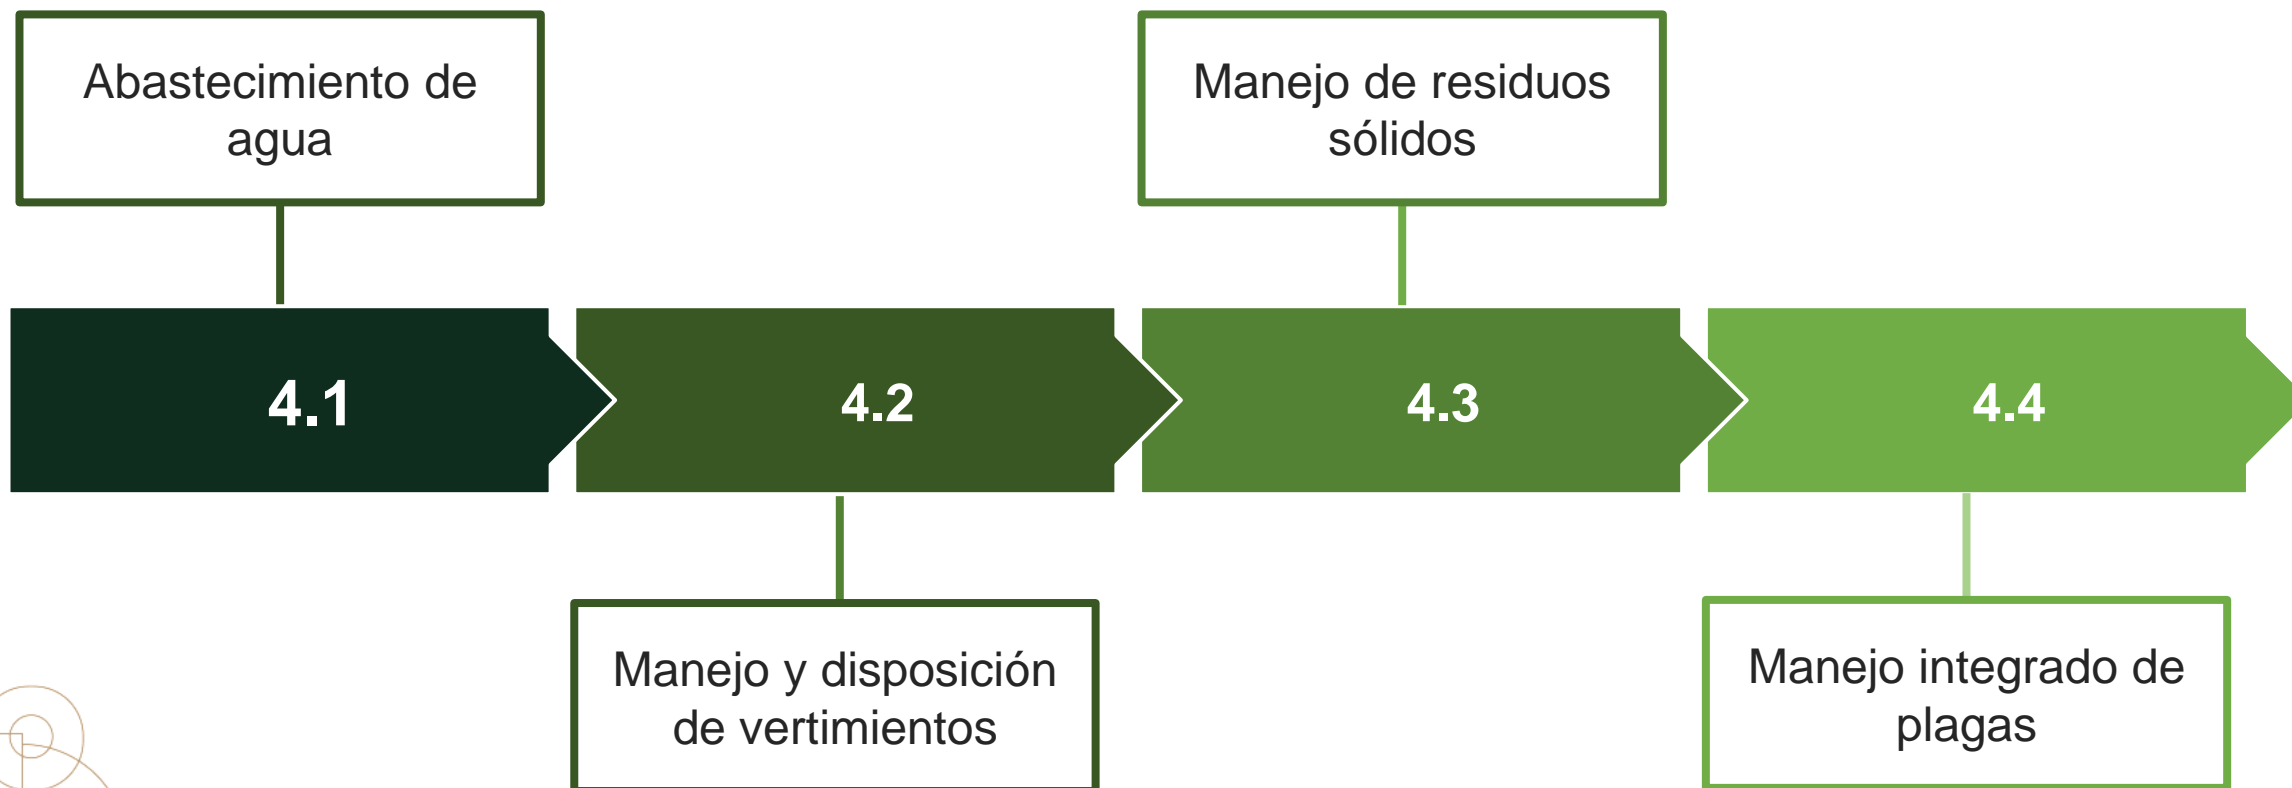 Abastecimiento de
agua
Manejo de residuos
sólidos
4.1
4.2
4.3
4.4
Manejo y disposición
de vertimientos
Manejo integrado de
plagas